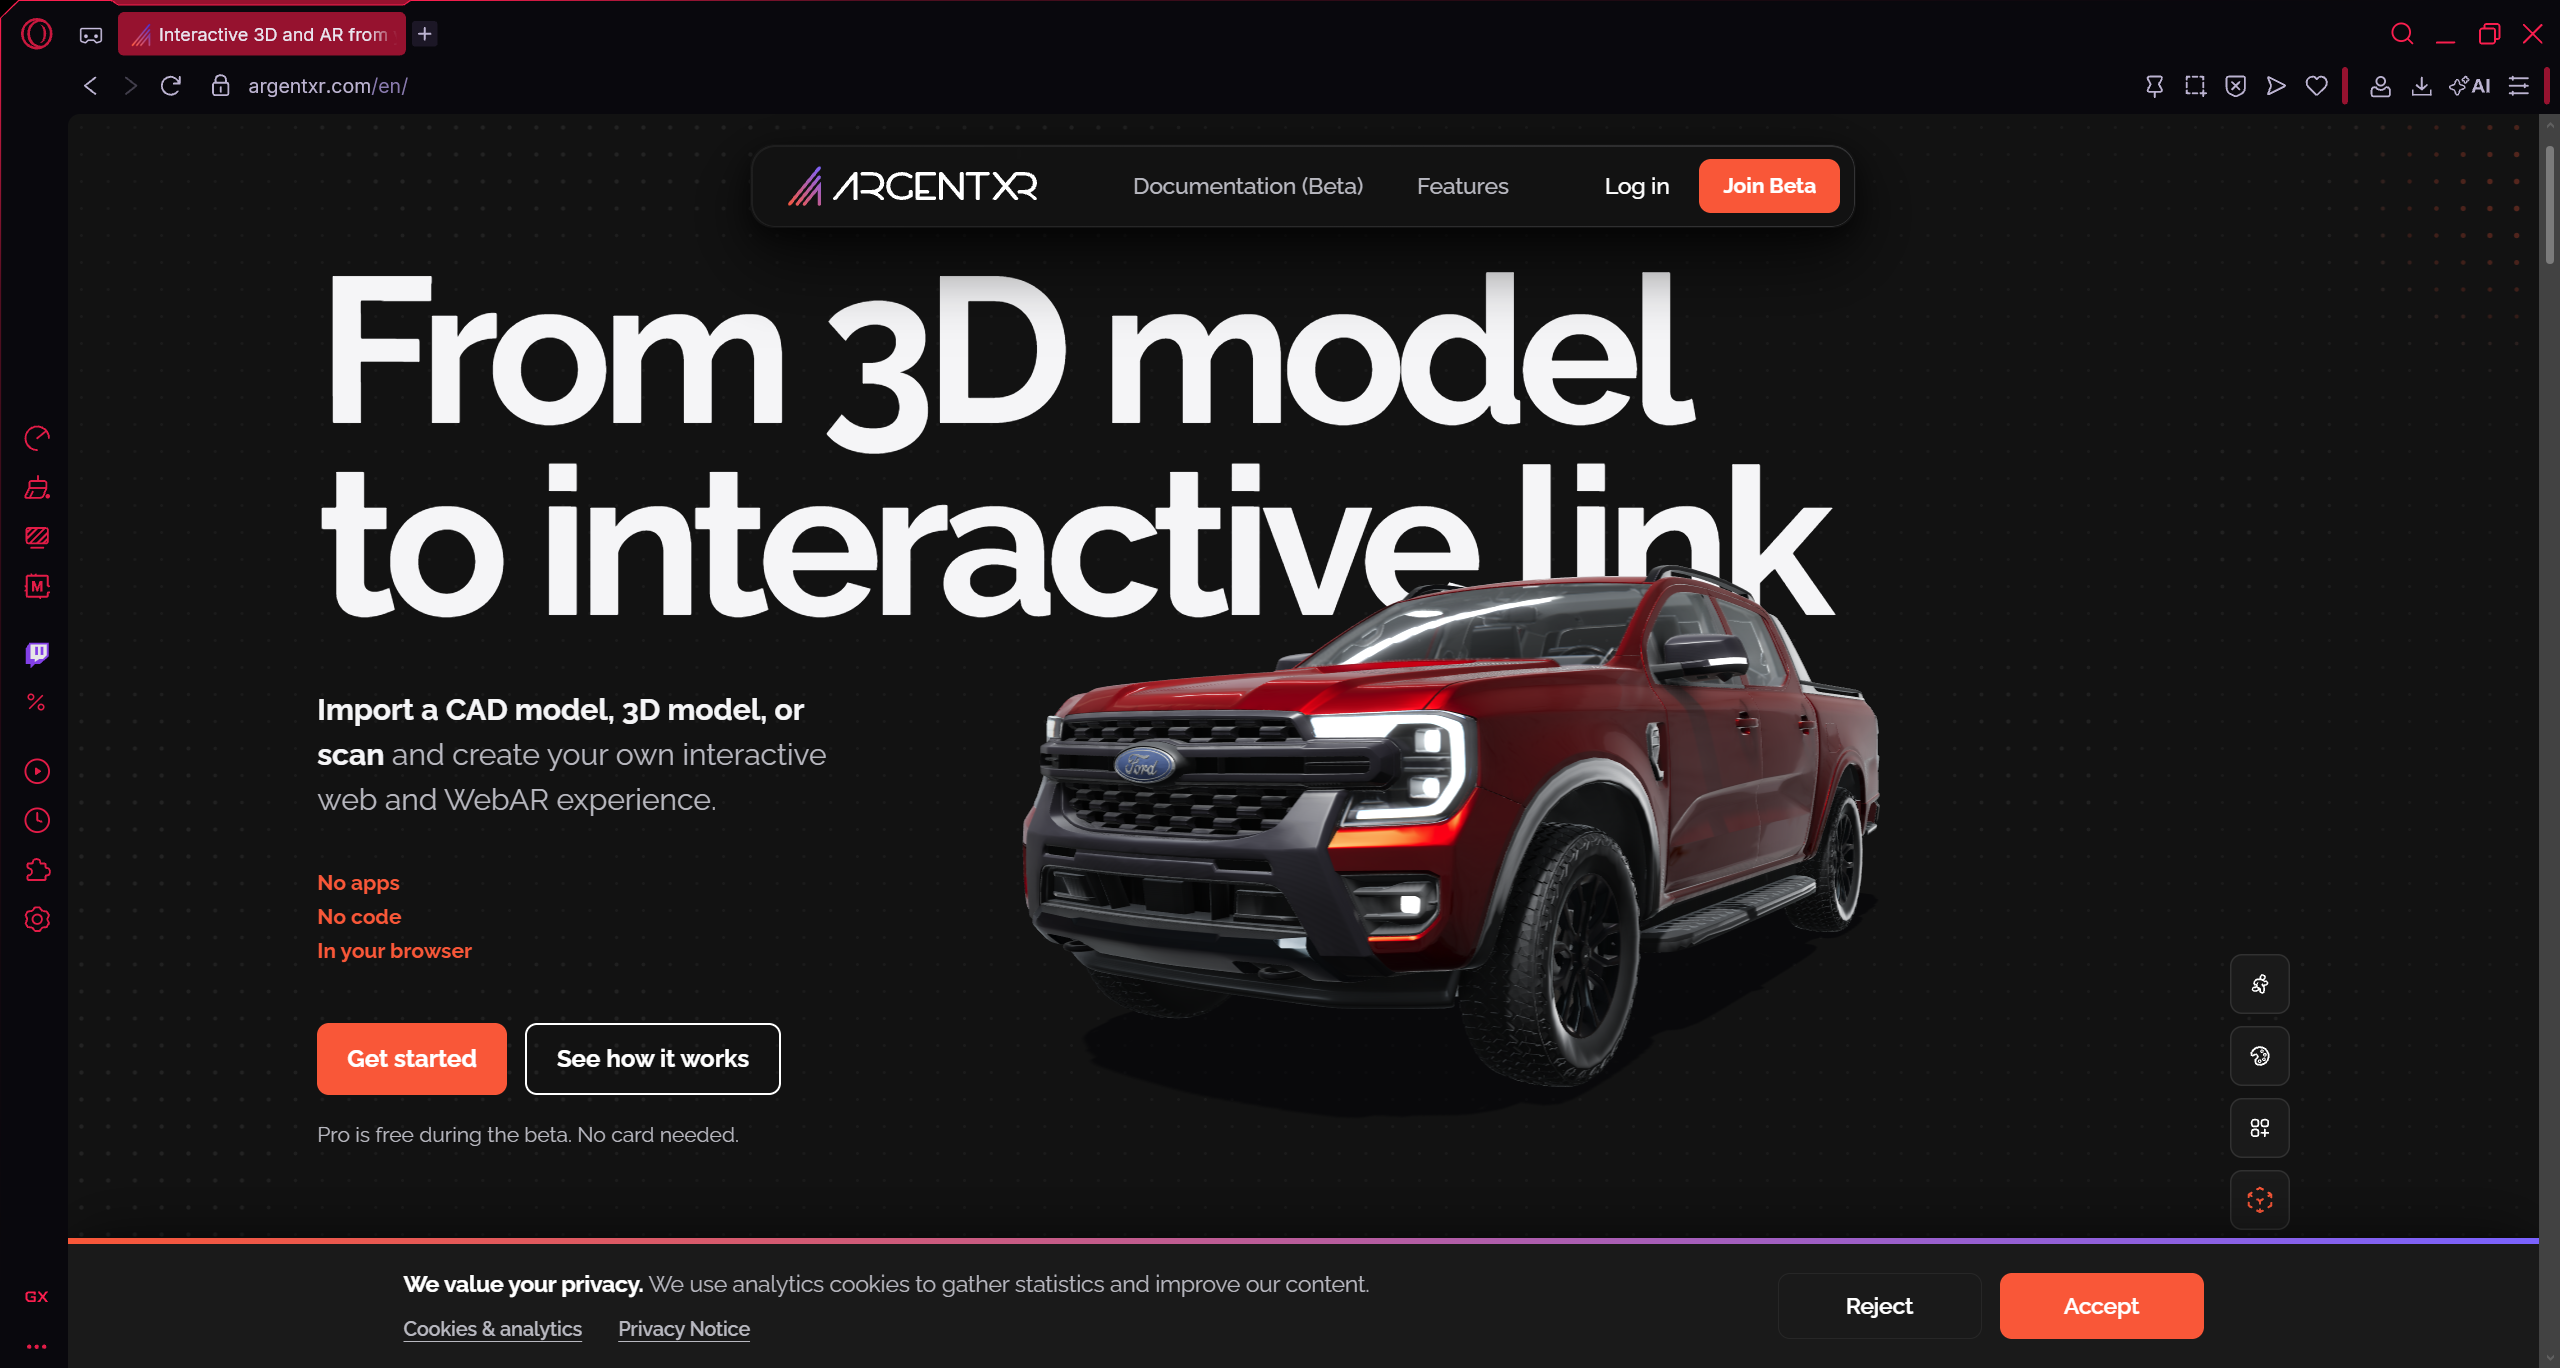 Interactive 3D and AR from
argentxr.com/en/
AI
ARGENTXR
Documentation (Beta)
Features
Log in
Join Beta
From 3D model
to interactive link
Import a CAD model, 3D model, or
scan and create your own interactive
web and WebAR experience.
No apps
No code
In your browser
Get started
See how it works
Pro is free during the beta. No card needed.
Ford
M
GX
We value your privacy. We use analytics cookies to gather statistics and improve our content.
Cookies & analytics
Privacy Notice
Reject
Accept